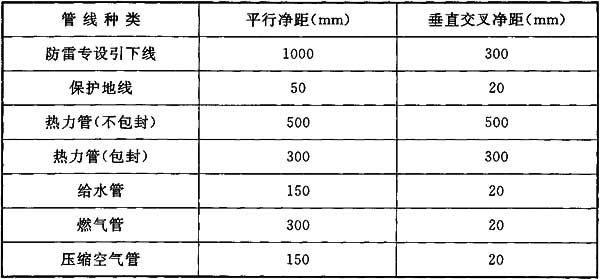 管线种类 平行净距(mm) 垂直交叉净距(mm)
防雷专设引下线 1000 300
保护地线 50 20
热力管(不包封) 500 500
热力管(包封) 300 300
给水管 150 20
燃气管 300 20
压缩空气管 150 20